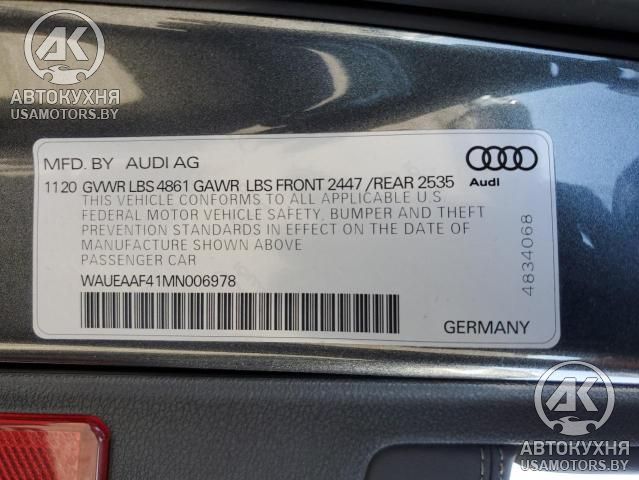 АК
АВТОКУХНЯ
USAMOTORS.BY
MFD. BY AUDI AG
1120 GVWR LBS 4861 GAWR LBS FRONT 2447 /REAR 2535
THIS VEHICLE CONFORMS TO ALL APPLICABLE U.S
FEDERAL MOTOR VEHICLE SAFETY, BUMPER AND THEFT
PREVENTION STANDARDS IN EFFECT ON THE DATE OF
MANUFACTURE SHOWN ABOVE
PASSENGER CAR
WAUEAAF41MN006978
Audi
4834068
GERMANY
АК
АВТОКУХНЯ
USAMOTORS.BY